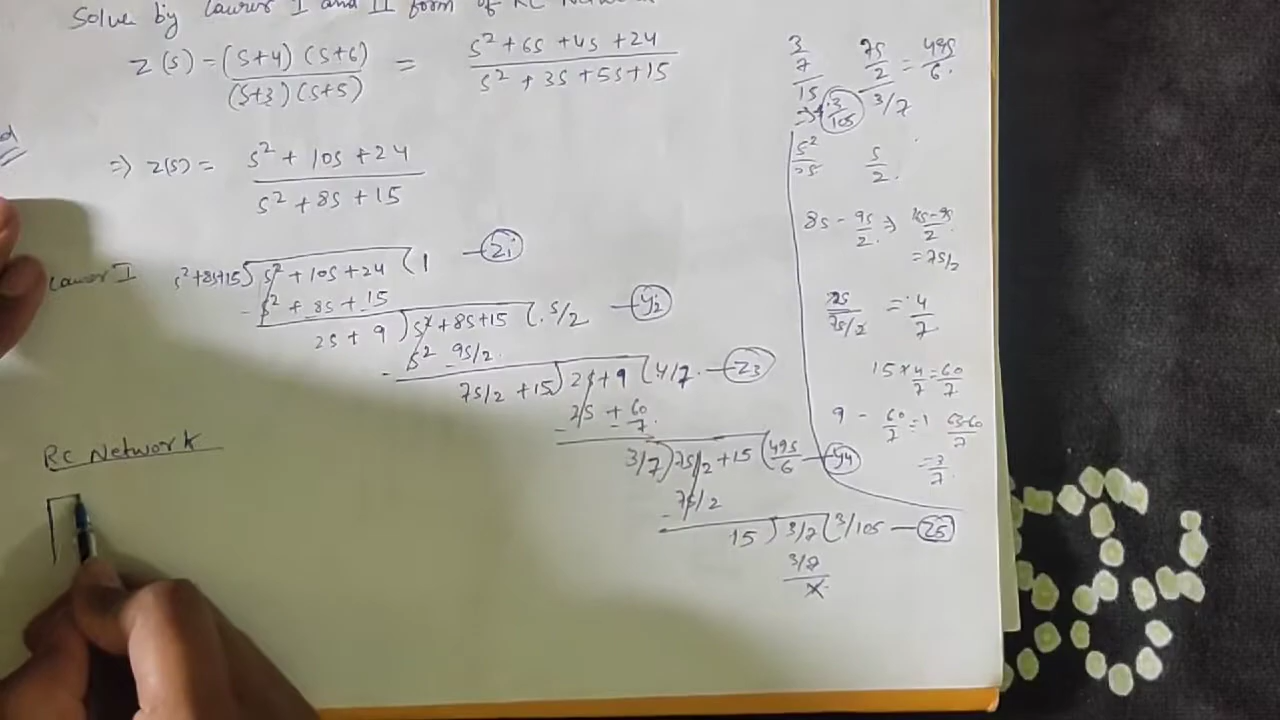 Solve by Cauer I and II form of RC Network
Z(S) = (S+4) (S+6) / (S+3) (S+5) = S² + 6S + 4S + 24 / S² + 3S + 5S + 15
⇒ Z(S) = S² + 10S + 24 / S² + 8S + 15
Cauer I S²+8S+15) S² + 10S + 24 ( 1 — Z1
- S² + 8S + 15
2S + 9 ) S² + 8S + 15 ( S/2 — Y2
- S² 9S/2
7S/2 + 15) 2S + 9 ( 4/7 — Z3
- 2S + 60/7
3/7 ) 7S/2 + 15 ( 49S/6 — Y4
- 7S/2
15 ) 3/7 ( 3/105 — Z5
3/7
X
RC Network
3/7 / 15
7S/2 / 3/7 = 49S/6
⇒ 3/105
S²/2S S/2
8S - 9S/2 ⇒ 16S-9S/2
= 7S/2
2S / 7S/2 = 4/7
15 × 4/7 = 60/7
9 - 60/7 = 63-60/7
= 3/7